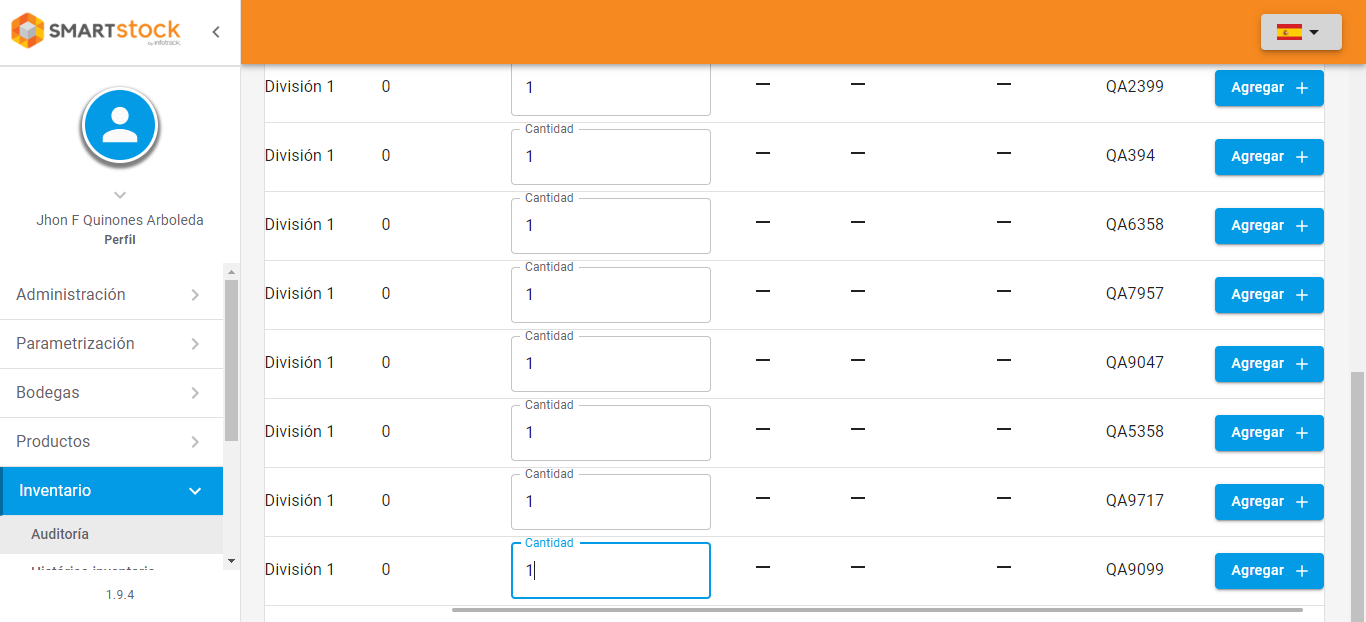 SMARTstock
by infotrack.
Jhon F Quinones Arboleda
Perfil
Administración
Parametrización
Bodegas
Productos
Inventario
Auditoría
Histórico inventario
1.9.4
División 1 0 1 — — — QA2399 Agregar +
Cantidad
División 1 0 1 — — — QA394 Agregar +
Cantidad
División 1 0 1 — — — QA6358 Agregar +
Cantidad
División 1 0 1 — — — QA7957 Agregar +
Cantidad
División 1 0 1 — — — QA9047 Agregar +
Cantidad
División 1 0 1 — — — QA5358 Agregar +
Cantidad
División 1 0 1 — — — QA9717 Agregar +
Cantidad
División 1 0 1 — — — QA9099 Agregar +